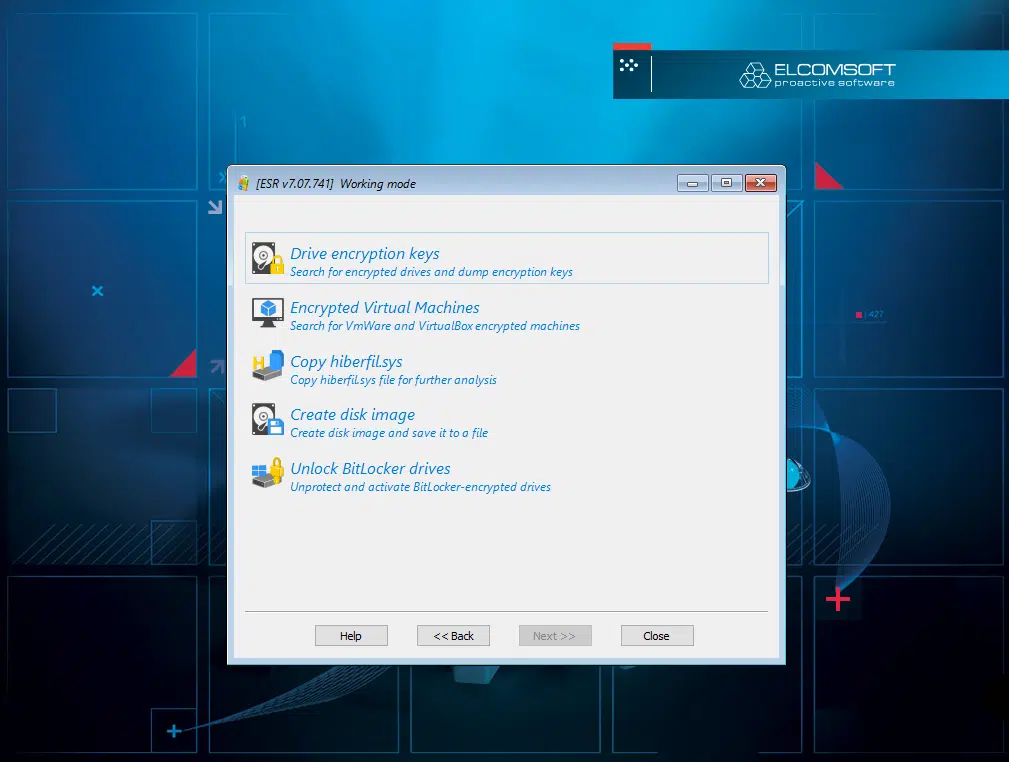 ELCOMSOFT
proactive software
1
[ESR v7.07.741] Working mode
Drive encryption keys
Search for encrypted drives and dump encryption keys
Encrypted Virtual Machines
Search for VmWare and VirtualBox encrypted machines
427
Copy hiberfil.sys
Copy hiberfil.sys file for further analysis
Create disk image
Create disk image and save it to a file
Unlock BitLocker drives
Unprotect and activate BitLocker-encrypted drives
Help
<< Back
Next >>
Close